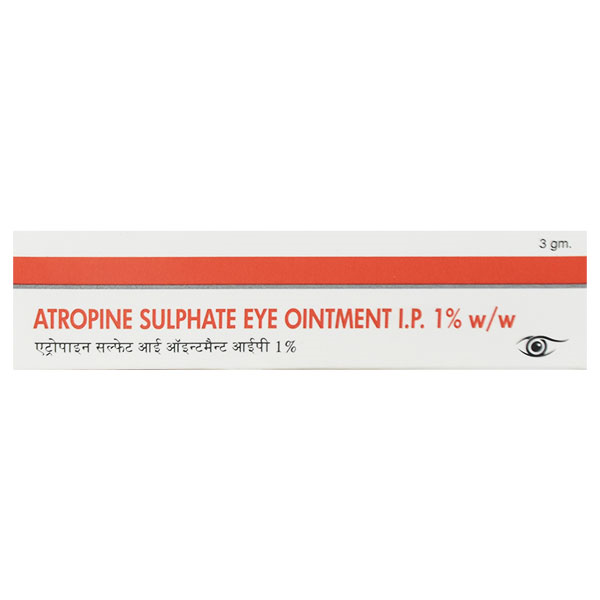 3 gm.
ATROPINE SULPHATE EYE OINTMENT I.P. 1% w/w
एट्रोपाइन सल्फेट आई ऑइन्टमैन्ट आईपी 1%